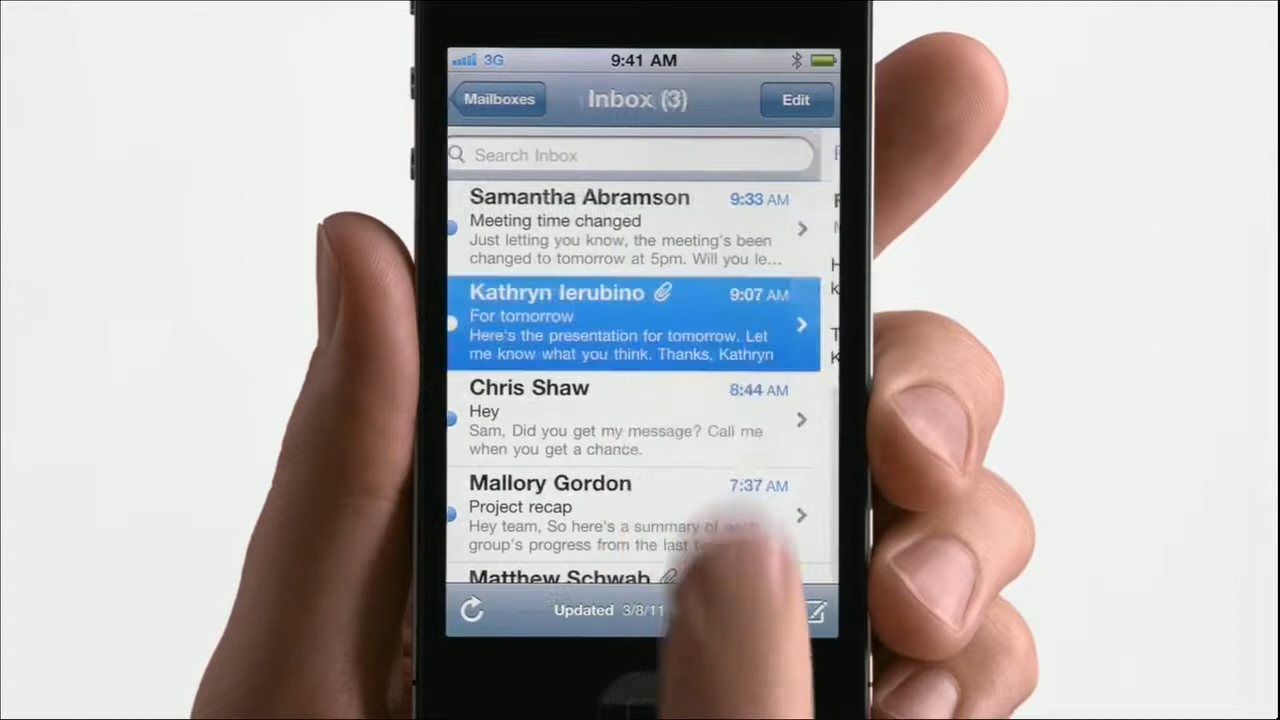 3G 9:41 AM
Mailboxes Inbox (3) Edit
Search Inbox
Samantha Abramson 9:33 AM
Meeting time changed
Just letting you know, the meeting's been
changed to tomorrow at 5pm. Will you le...
Kathryn Ierubino 9:07 AM
For tomorrow
Here's the presentation for tomorrow. Let
me know what you think. Thanks, Kathryn
Chris Shaw 8:44 AM
Hey
Sam, Did you get my message? Call me
when you get a chance.
Mallory Gordon 7:37 AM
Project recap
Hey team, So here's a summary of each
group's progress from the last
Matthew Schwab
Updated 3/8/11